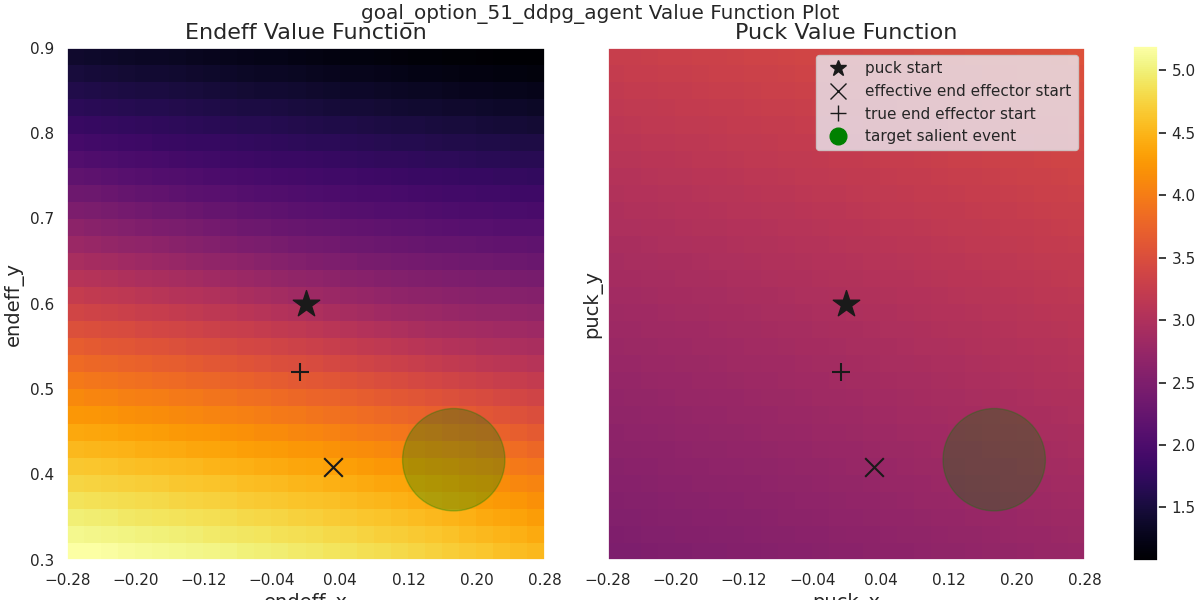 goal_option_51_ddpg_agent Value Function Plot
Endeff Value Function
Puck Value Function
puck start
effective end effector start
true end effector start
target salient event
endeff_y
0.9
0.8
0.7
0.6
0.5
0.4
0.3
−0.28 −0.20 −0.12 −0.04 0.04 0.12 0.20 0.28
endeff_x
puck_y
−0.28 −0.20 −0.12 −0.04 0.04 0.12 0.20 0.28
puck_x
5.0
4.5
4.0
3.5
3.0
2.5
2.0
1.5